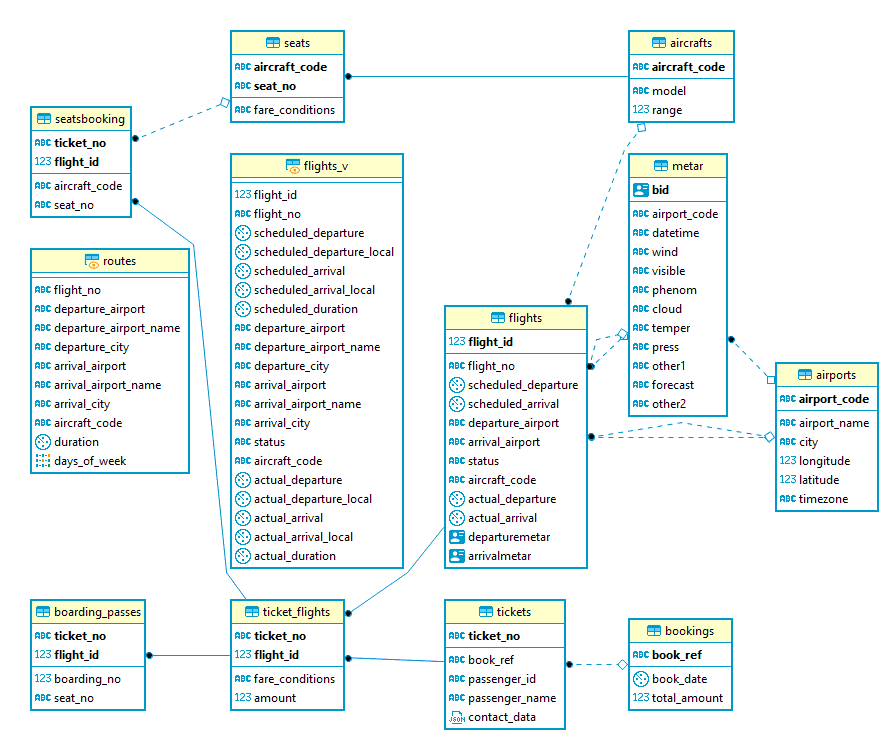 seats
ABC aircraft_code
ABC seat_no
ABC fare_conditions
aircrafts
ABC aircraft_code
ABC model
123 range
seatsbooking
ABC ticket_no
123 flight_id
ABC aircraft_code
ABC seat_no
flights_v
123 flight_id
ABC flight_no
scheduled_departure
scheduled_departure_local
scheduled_arrival
scheduled_arrival_local
scheduled_duration
ABC departure_airport
ABC departure_airport_name
ABC departure_city
ABC arrival_airport
ABC arrival_airport_name
ABC arrival_city
ABC status
ABC aircraft_code
actual_departure
actual_departure_local
actual_arrival
actual_arrival_local
actual_duration
metar
bid
ABC airport_code
ABC datetime
ABC wind
ABC visible
ABC phenom
ABC cloud
ABC temper
ABC press
ABC other1
ABC forecast
ABC other2
routes
ABC flight_no
ABC departure_airport
ABC departure_airport_name
ABC departure_city
ABC arrival_airport
ABC arrival_airport_name
ABC arrival_city
ABC aircraft_code
duration
days_of_week
flights
123 flight_id
ABC flight_no
scheduled_departure
scheduled_arrival
ABC departure_airport
ABC arrival_airport
ABC status
ABC aircraft_code
actual_departure
actual_arrival
departuremetar
arrivalmetar
airports
ABC airport_code
ABC airport_name
ABC city
123 longitude
123 latitude
ABC timezone
boarding_passes
ABC ticket_no
123 flight_id
123 boarding_no
ABC seat_no
ticket_flights
ABC ticket_no
123 flight_id
ABC fare_conditions
123 amount
tickets
ABC ticket_no
ABC book_ref
ABC passenger_id
ABC passenger_name
JSON contact_data
bookings
ABC book_ref
book_date
123 total_amount